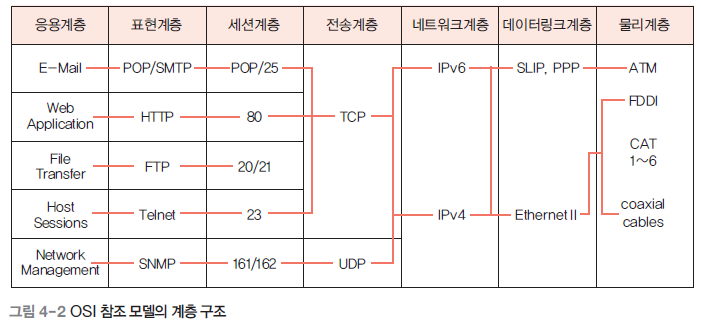 응용계층 표현계층 세션계층 전송계층 네트워크계층 데이터링크계층 물리계층
E-Mail POP/SMTP POP/25 IPv6 SLIP, PPP ATM
FDDI
Web
Application HTTP 80 TCP
CAT
1~6
File
Transfer FTP 20/21
Host
Sessions Telnet 23 IPv4 Ethernet II coaxial
cables
Network
Management SNMP 161/162 UDP
그림 4-2 OSI 참조 모델의 계층 구조